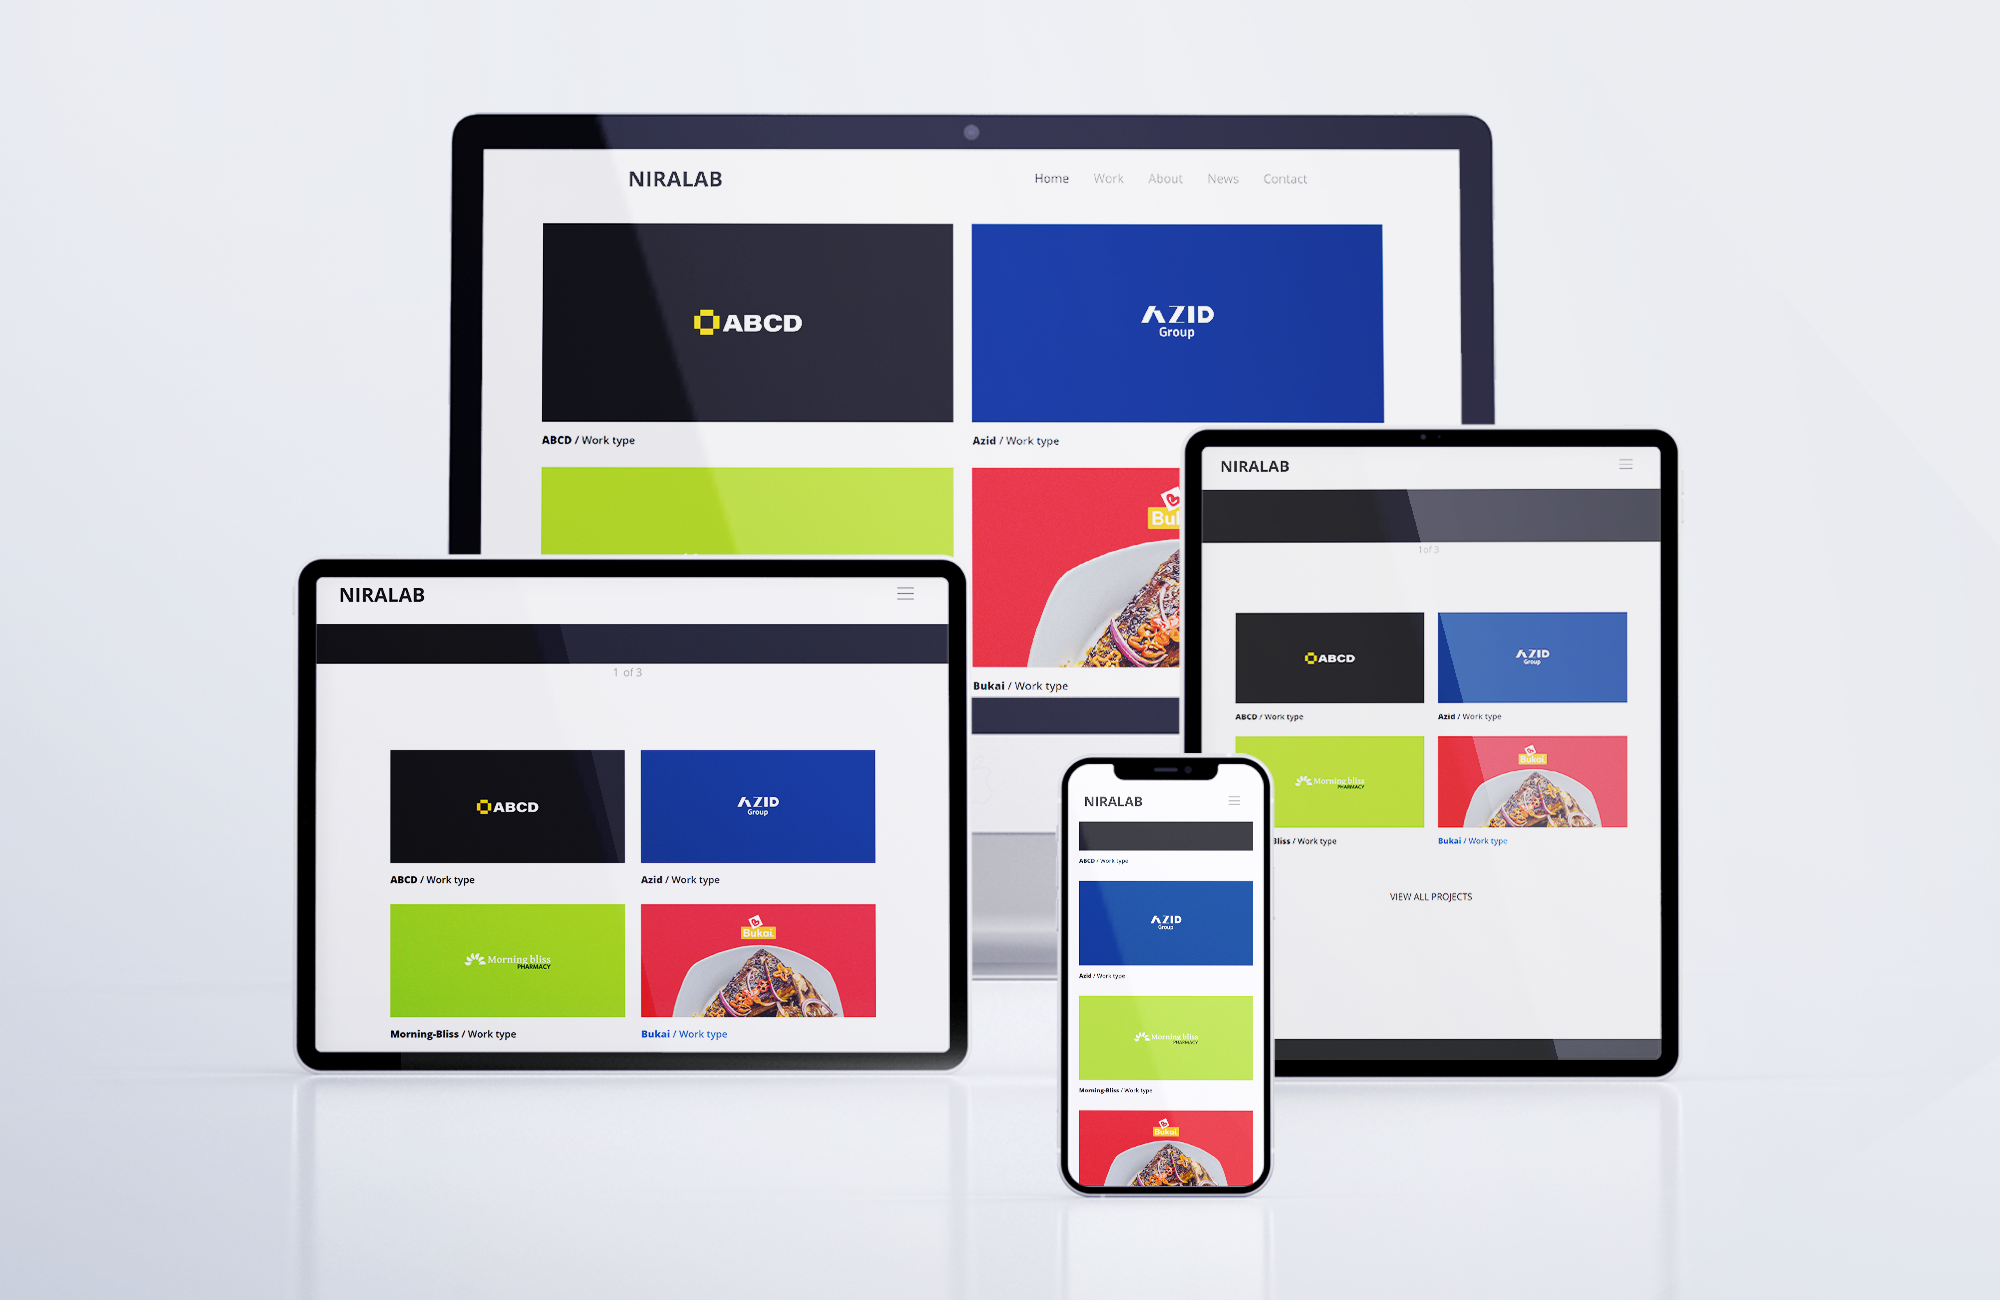 NIRALAB
Home Work About News Contact
ABCD
AZID
Group
ABCD / Work type
Azid / Work type
Bukai / Work type
NIRALAB
1 of 3
ABCD
AZID
Group
ABCD / Work type
Azid / Work type
Morning bliss
PHARMACY
Bukai
Morning-Bliss / Work type
Bukai / Work type
NIRALAB
1 of 3
ABCD
AZID
Group
ABCD / Work type
Azid / Work type
Morning bliss
PHARMACY
Bukai
Bliss / Work type
Bukai / Work type
VIEW ALL PROJECTS
NIRALAB
ABCD / Work type
AZID
Group
Azid / Work type
Morning bliss
PHARMACY
Morning-Bliss / Work type
Bukai